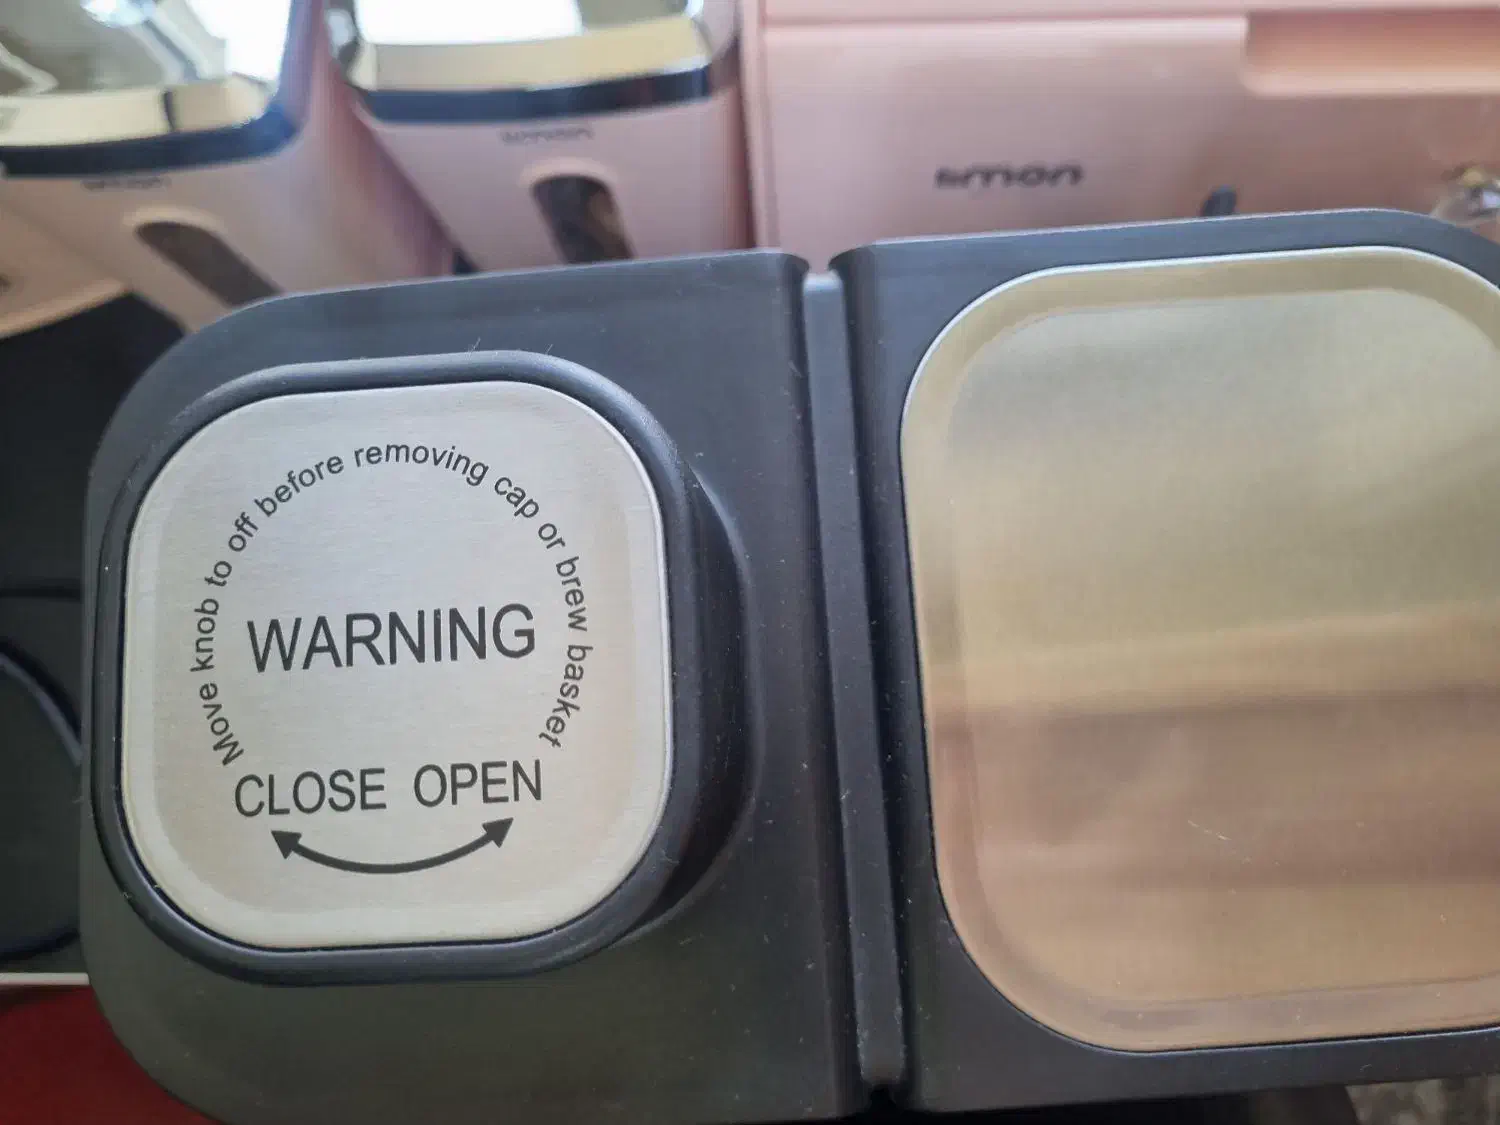 Move knob to off before removing cap or brew basket
WARNING
CLOSE OPEN